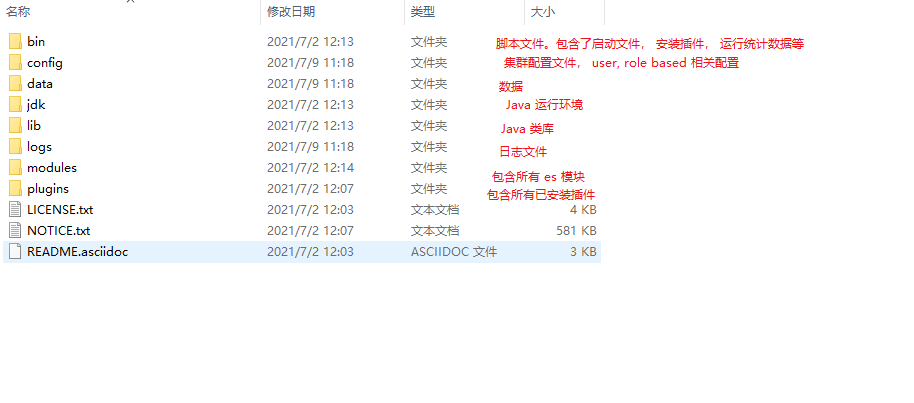 名称 修改日期 类型 大小
bin 2021/7/2 12:13 文件夹 脚本文件。包含了启动文件， 安装插件， 运行统计数据等
config 2021/7/9 11:18 文件夹 集群配置文件， user, role based 相关配置
data 2021/7/9 11:18 文件夹 数据
jdk 2021/7/2 12:13 文件夹 Java 运行环境
lib 2021/7/2 12:13 文件夹 Java 类库
logs 2021/7/9 11:18 文件夹 日志文件
modules 2021/7/2 12:14 文件夹 包含所有 es 模块
plugins 2021/7/2 12:07 文件夹 包含所有已安装插件
LICENSE.txt 2021/7/2 12:03 文本文档 4 KB
NOTICE.txt 2021/7/2 12:07 文本文档 581 KB
README.asciidoc 2021/7/2 12:03 ASCIIDOC 文件 3 KB